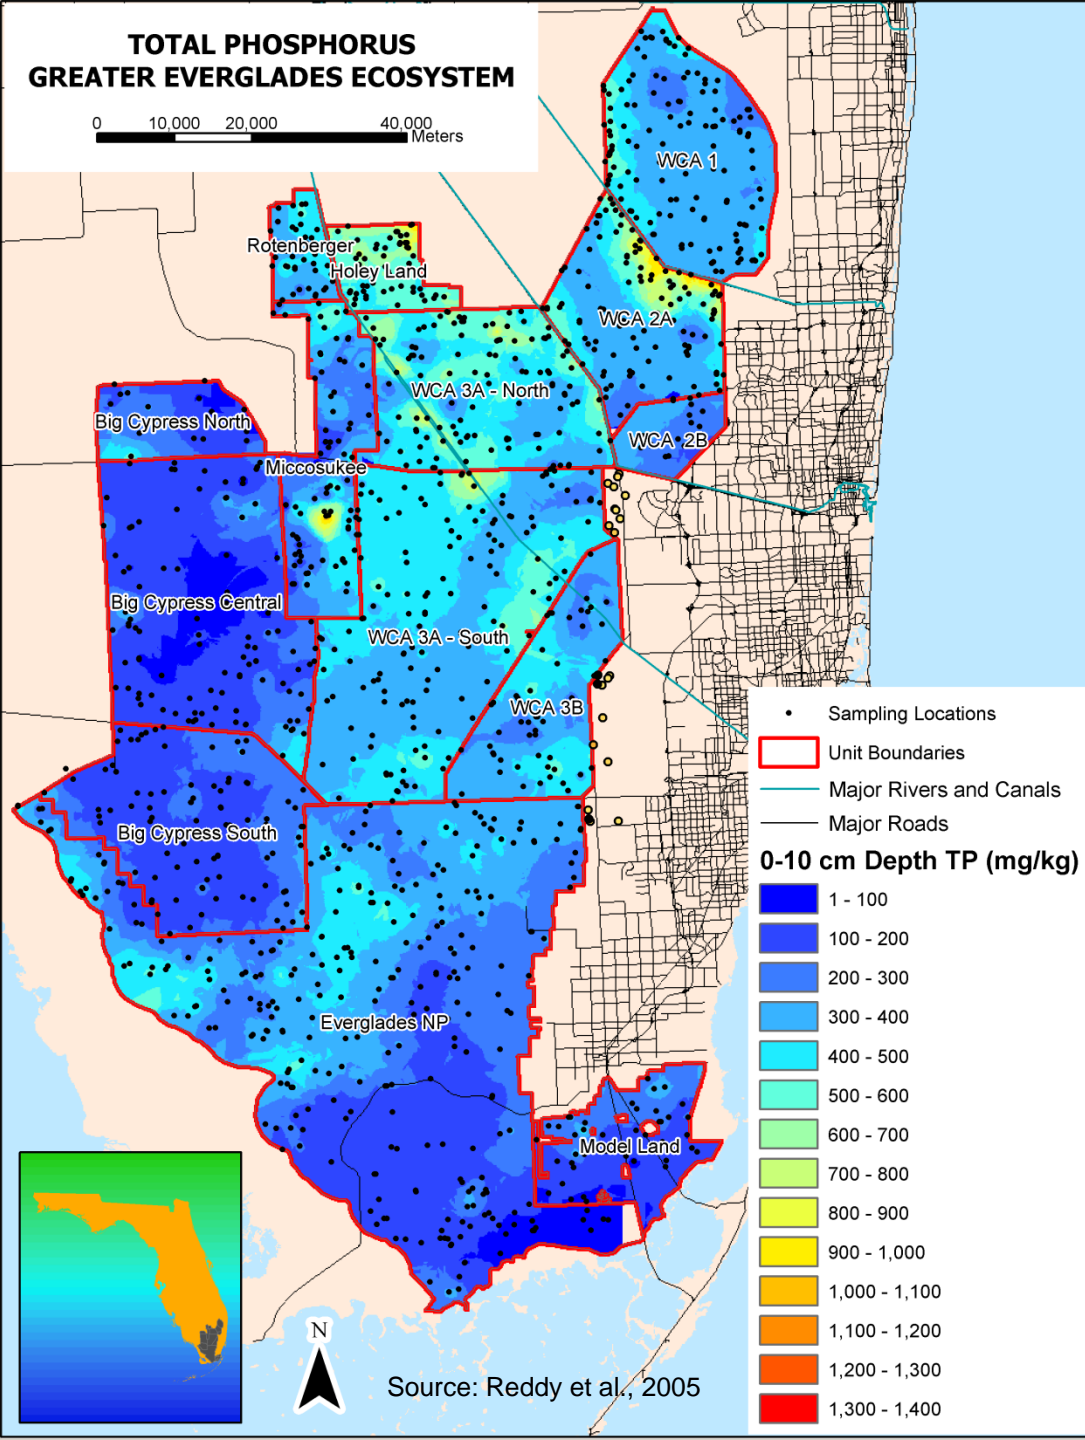 TOTAL PHOSPHORUS
GREATER EVERGLADES ECOSYSTEM
0 10,000 20,000 40,000
Meters
WCA 1
Rotenberger
Holey Land
WCA 2A
WCA 3A - North
Big Cypress North
WCA 2B
Miccosukee
Big Cypress Central
WCA 3A - South
WCA 3B
Big Cypress South
Everglades NP
Model Land
Sampling Locations
Unit Boundaries
Major Rivers and Canals
Major Roads
0-10 cm Depth TP (mg/kg)
1 - 100
100 - 200
200 - 300
300 - 400
400 - 500
500 - 600
600 - 700
700 - 800
800 - 900
900 - 1,000
1,000 - 1,100
1,100 - 1,200
1,200 - 1,300
1,300 - 1,400
N
Source: Reddy et al., 2005